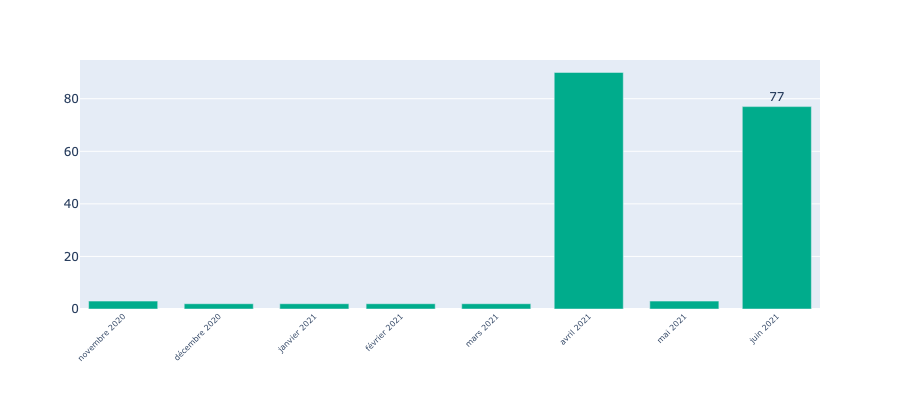 80
60
40
20
0
77
novembre 2020
décembre 2020
janvier 2021
février 2021
mars 2021
avril 2021
mai 2021
juin 2021